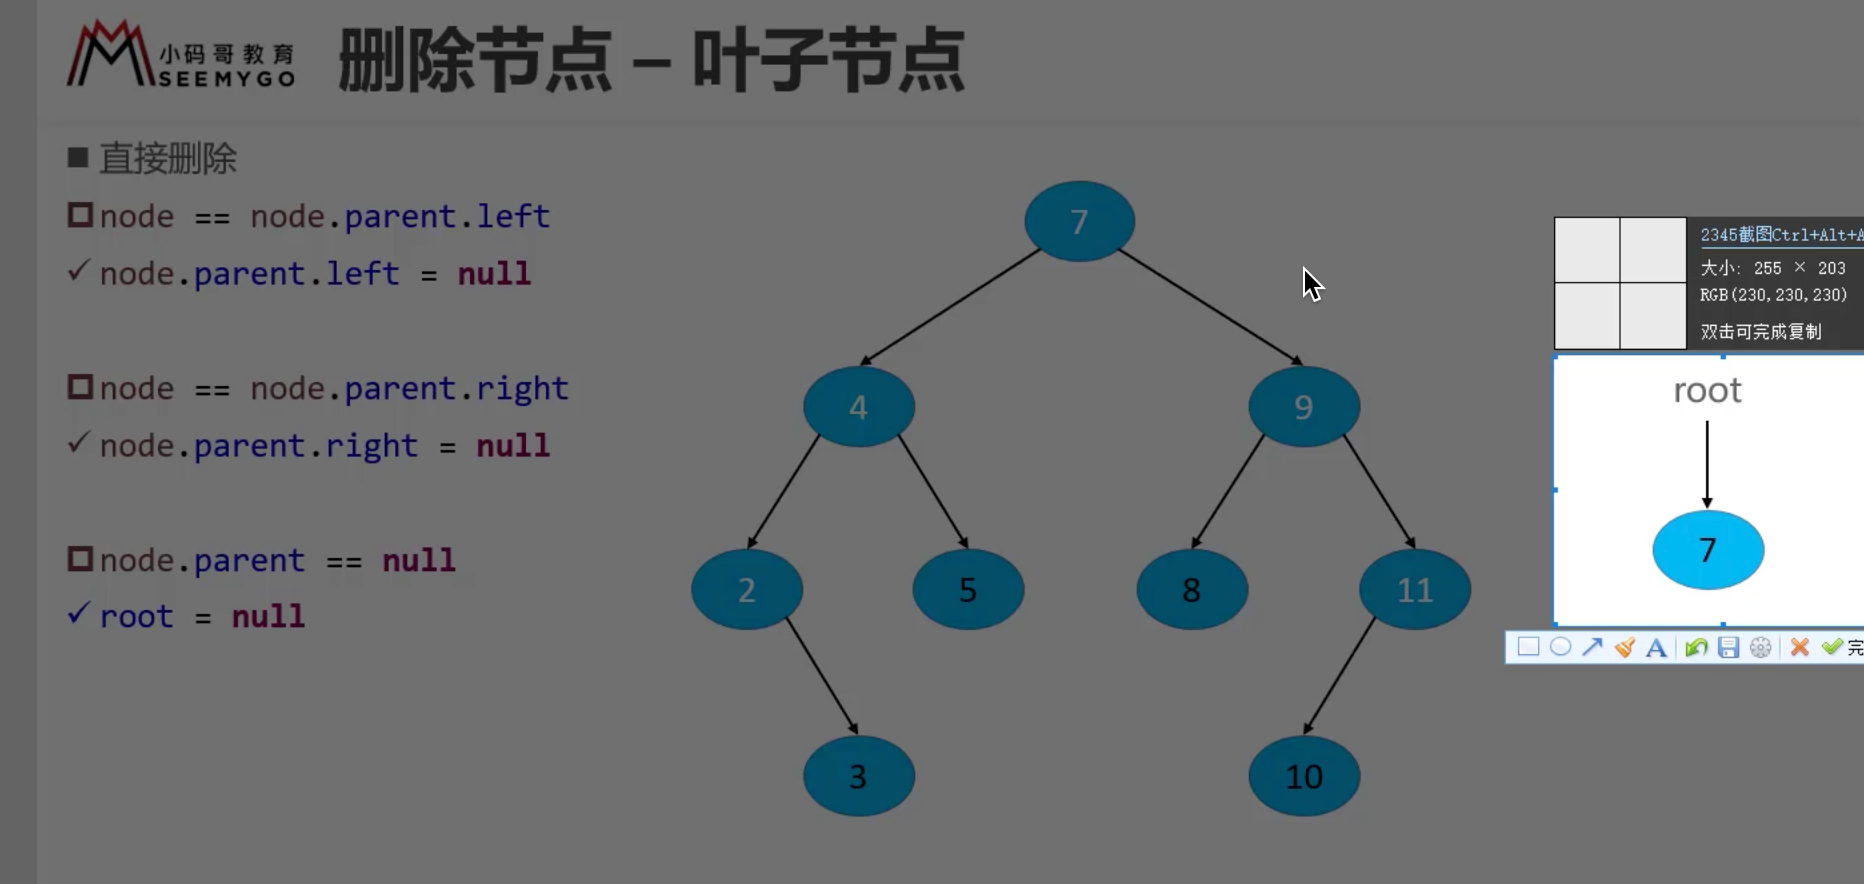 小码哥教育
SEEMYGO
删除节点 – 叶子节点
直接删除
node == node.parent.left
node.parent.left = null
node == node.parent.right
node.parent.right = null
node.parent == null
root = null
7
4
9
2
5
8
11
3
10
2345截图Ctrl+Alt+A
大小: 255 × 203
RGB(230,230,230)
双击可完成复制
root
7
A
完